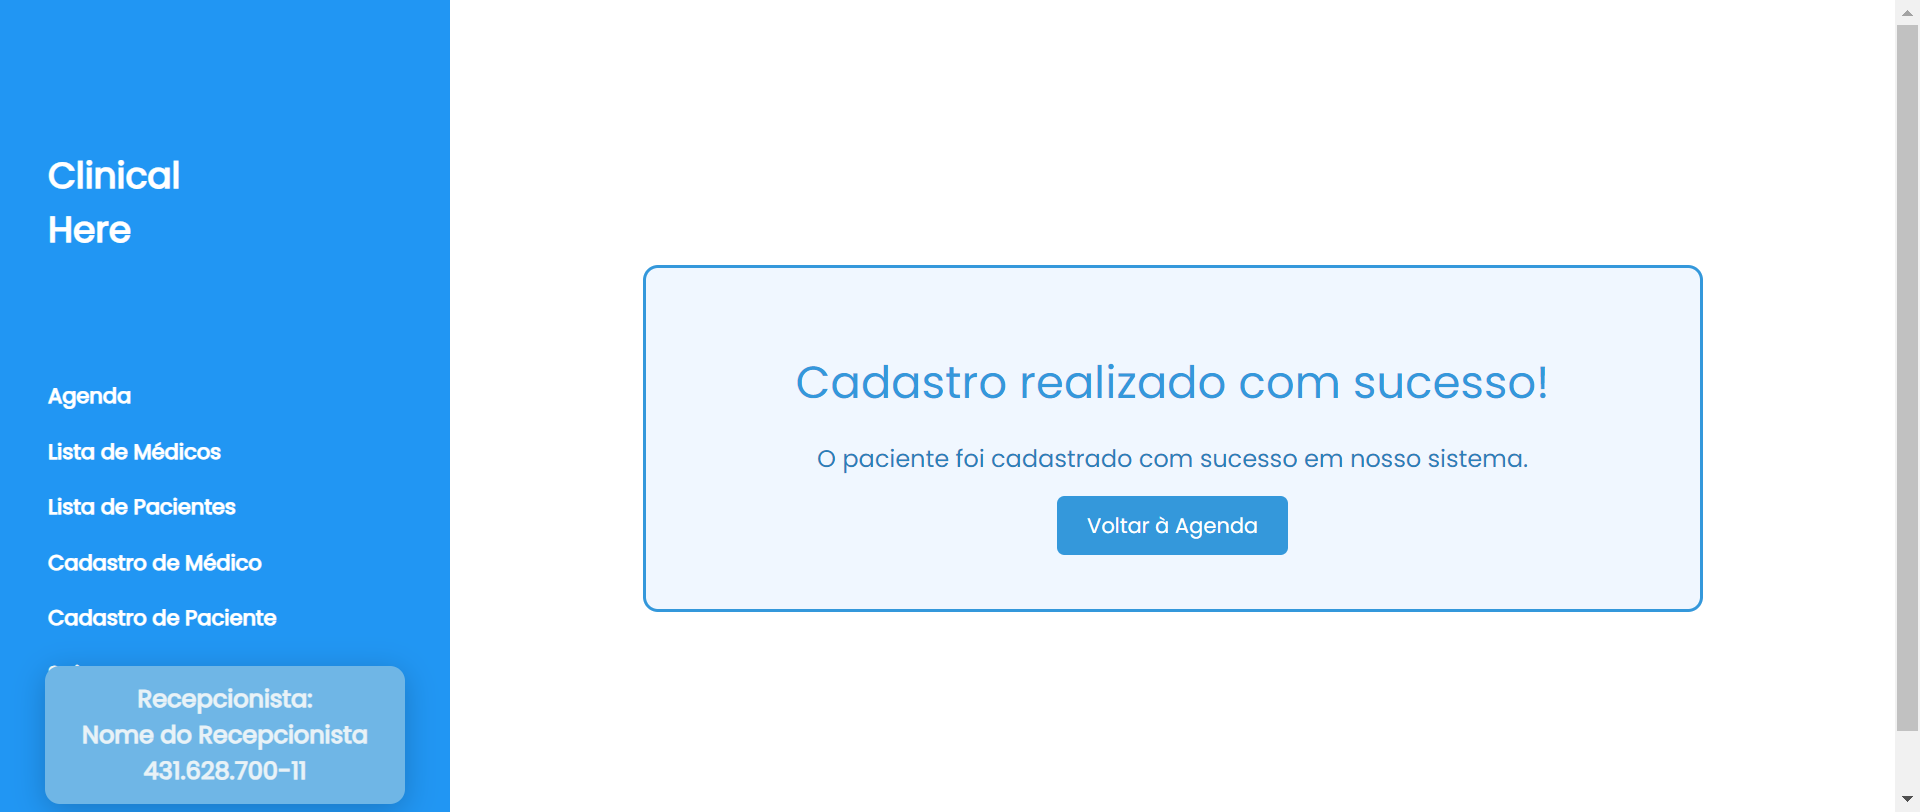 Clinical
Here
Agenda
Lista de Médicos
Lista de Pacientes
Cadastro de Médico
Cadastro de Paciente
Recepcionista:
Nome do Recepcionista
431.628.700-11
Cadastro realizado com sucesso!
O paciente foi cadastrado com sucesso em nosso sistema.
Voltar à Agenda